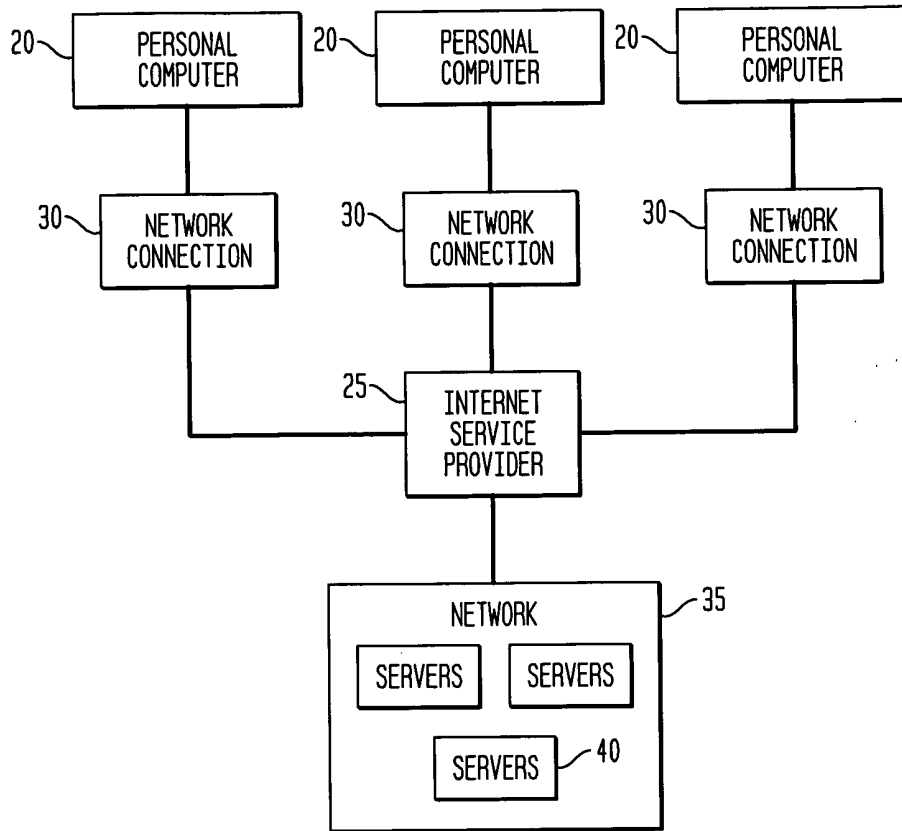 20
PERSONAL
COMPUTER
20
PERSONAL
COMPUTER
20
PERSONAL
COMPUTER
30
NETWORK
CONNECTION
30
NETWORK
CONNECTION
30
NETWORK
CONNECTION
25
INTERNET
SERVICE
PROVIDER
NETWORK
35
SERVERS
SERVERS
SERVERS
40